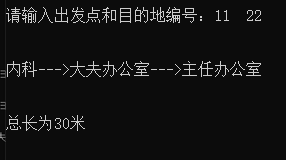 请输入出发点和目的地编号：11  22
内科--->大夫办公室--->主任办公室
总长为30米